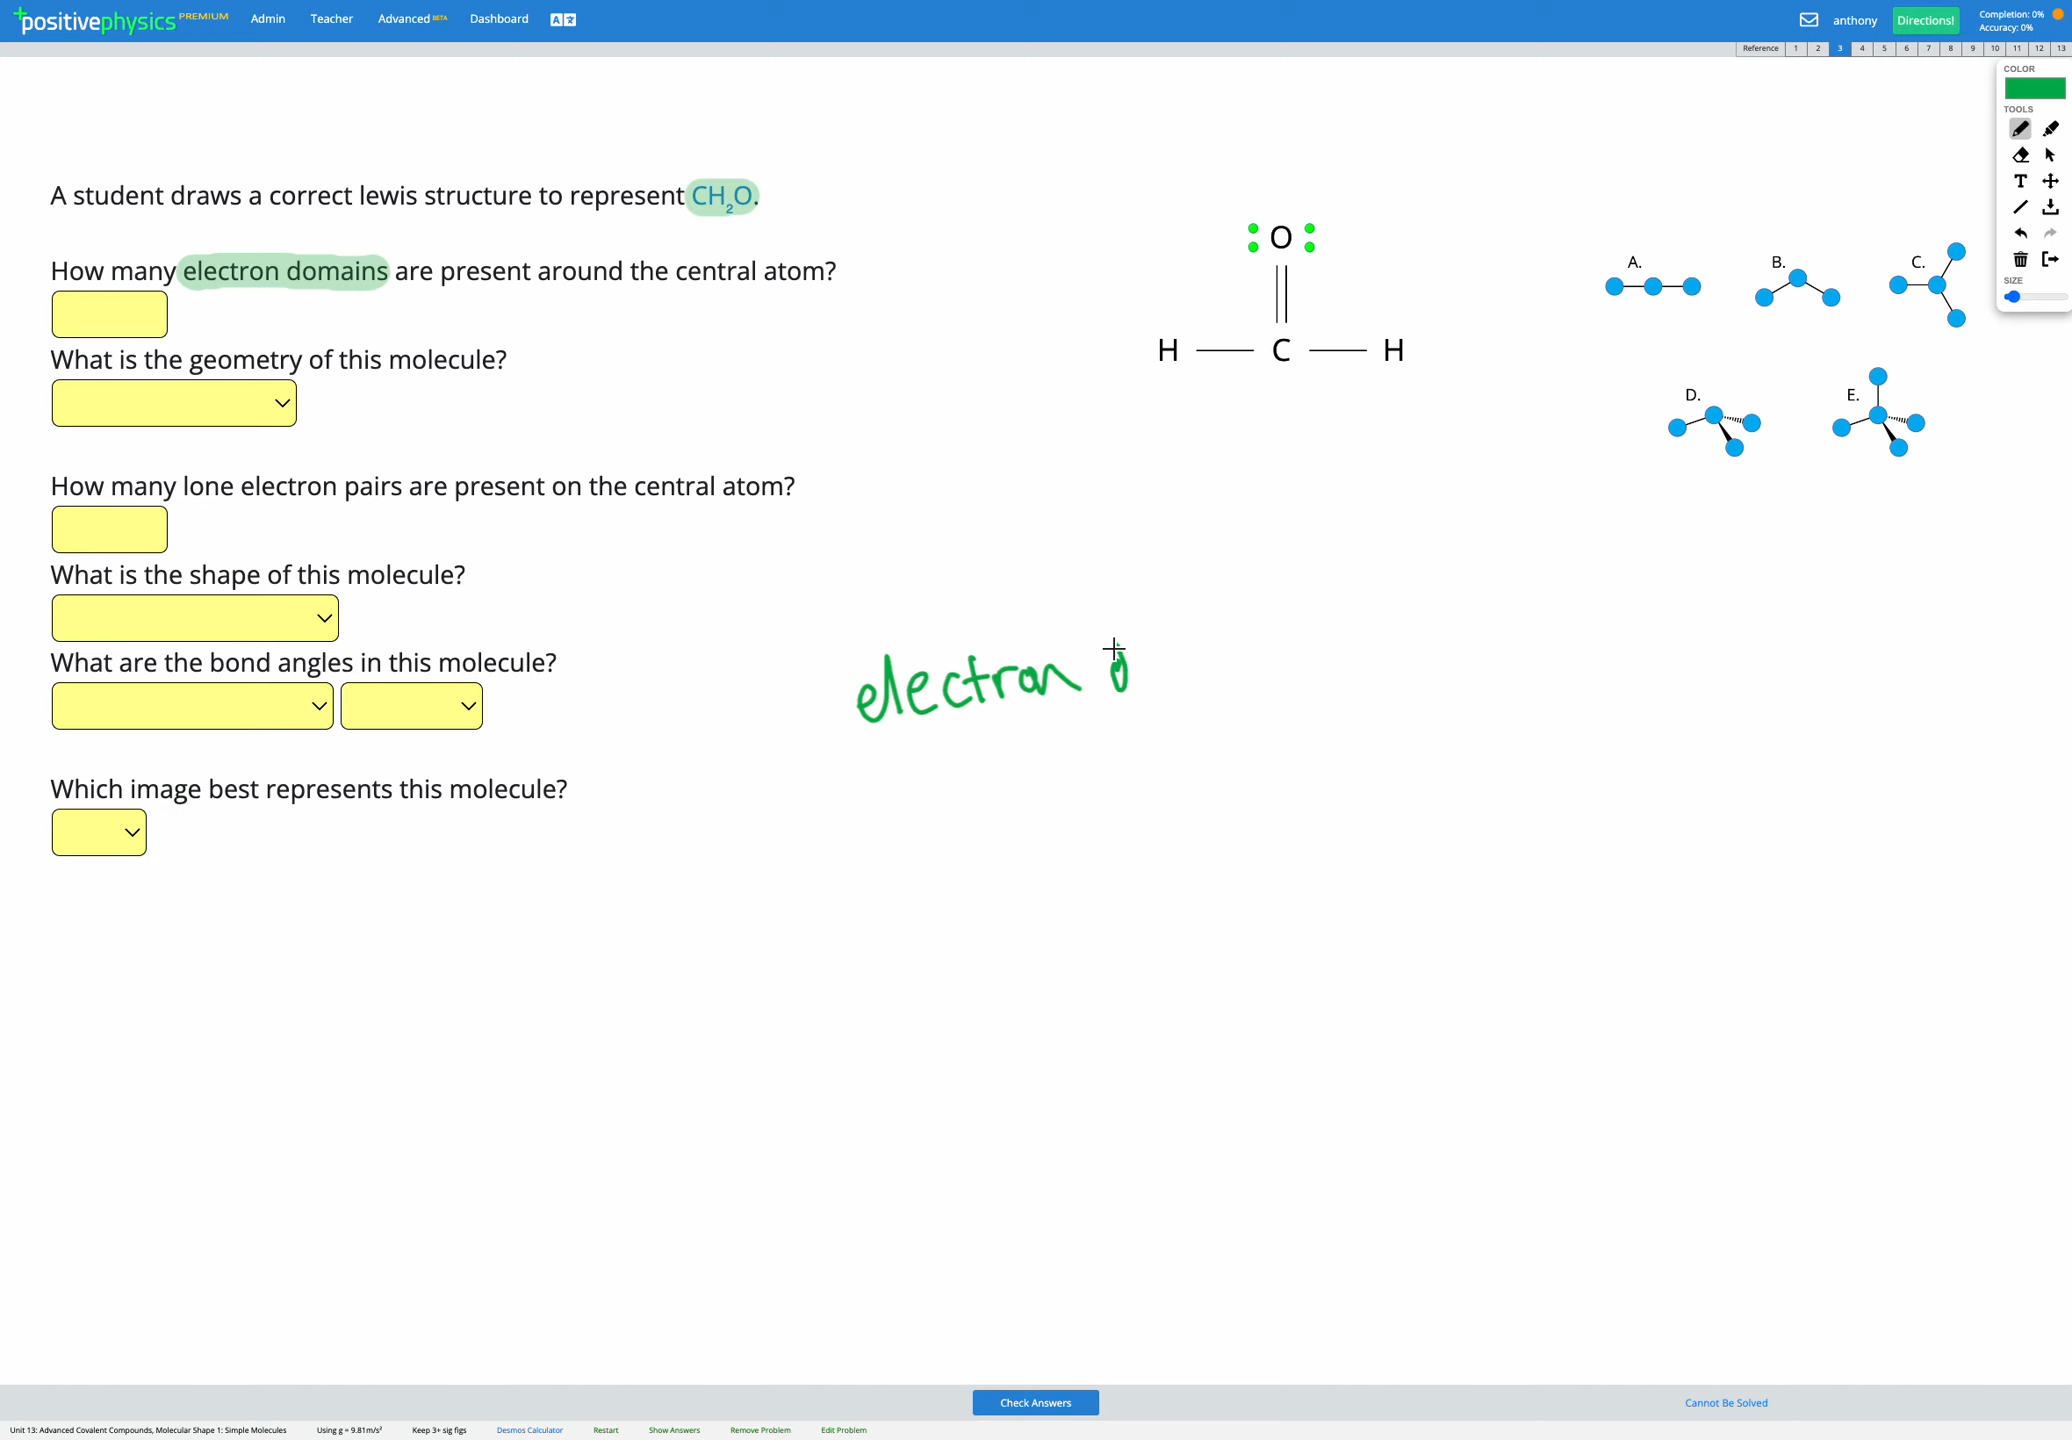 +positivephysics PREMIUM Admin Teacher Advanced BETA Dashboard A anthony Directions! Completion: 0%
Accuracy: 0%
Reference 1 2 3 4 5 6 7 8 9 10 11 12 13
COLOR
TOOLS
T
SIZE
A student draws a correct lewis structure to represent CH₂O.
How many electron domains are present around the central atom?
What is the geometry of this molecule?
How many lone electron pairs are present on the central atom?
What is the shape of this molecule?
What are the bond angles in this molecule?
Which image best represents this molecule?
O
H C H
A. B. C.
D. E.
electron
Check Answers Cannot Be Solved
Unit 13: Advanced Covalent Compounds, Molecular Shape 1: Simple Molecules Using g = 9.81m/s² Keep 3+ sig figs Desmos Calculator Restart Show Answers Remove Problem Edit Problem